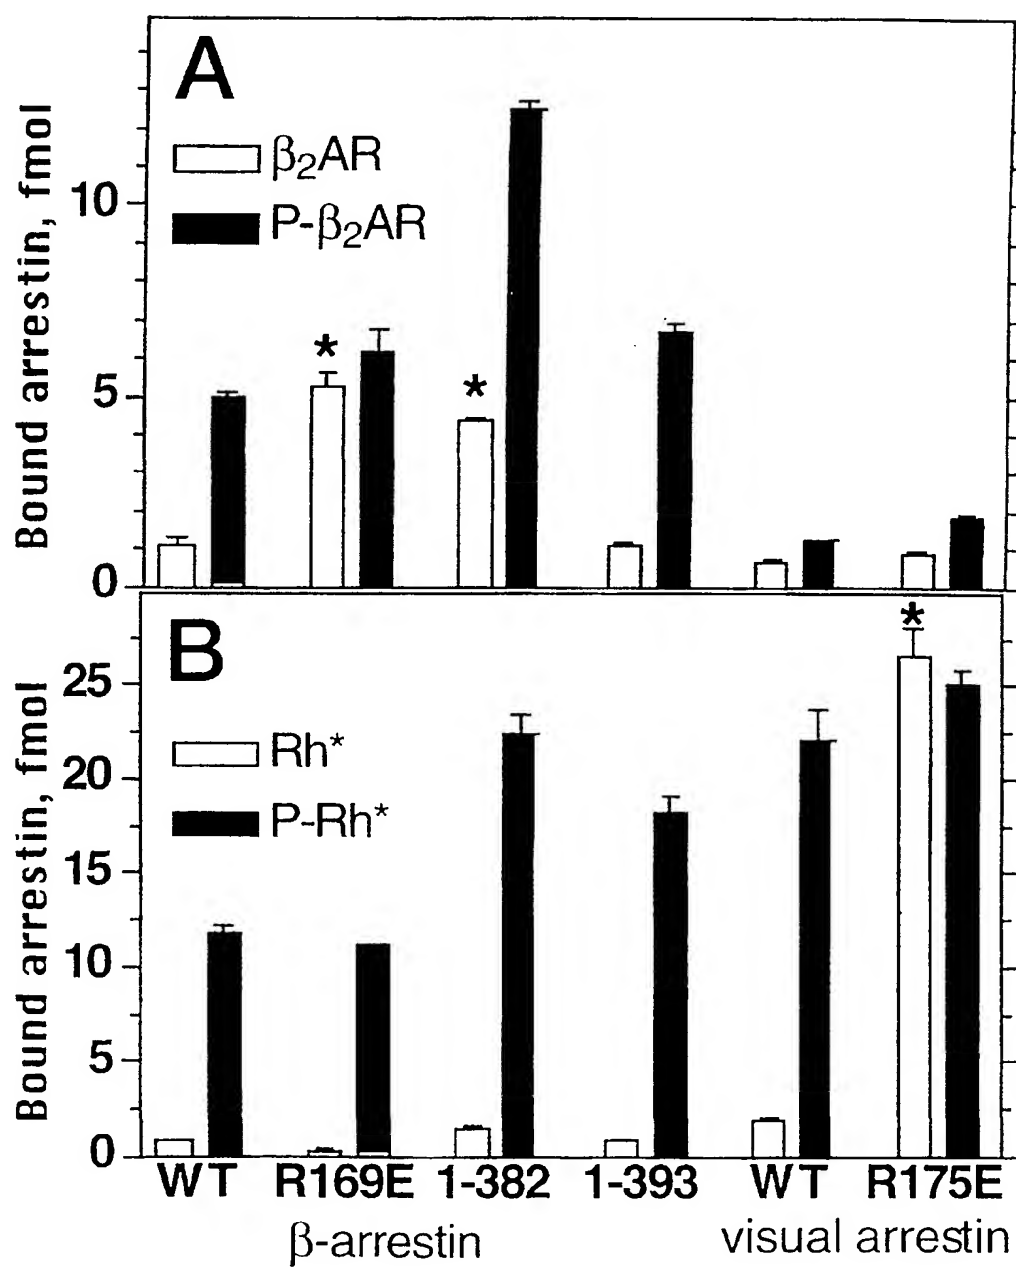 A
β₂AR
P-β₂AR
Bound arrestin, fmol
10
5
0
B
Rh*
P-Rh*
Bound arrestin, fmol
25
20
15
10
5
0
* * *
WT R169E 1-382 1-393 WT R175E
β-arrestin visual arrestin